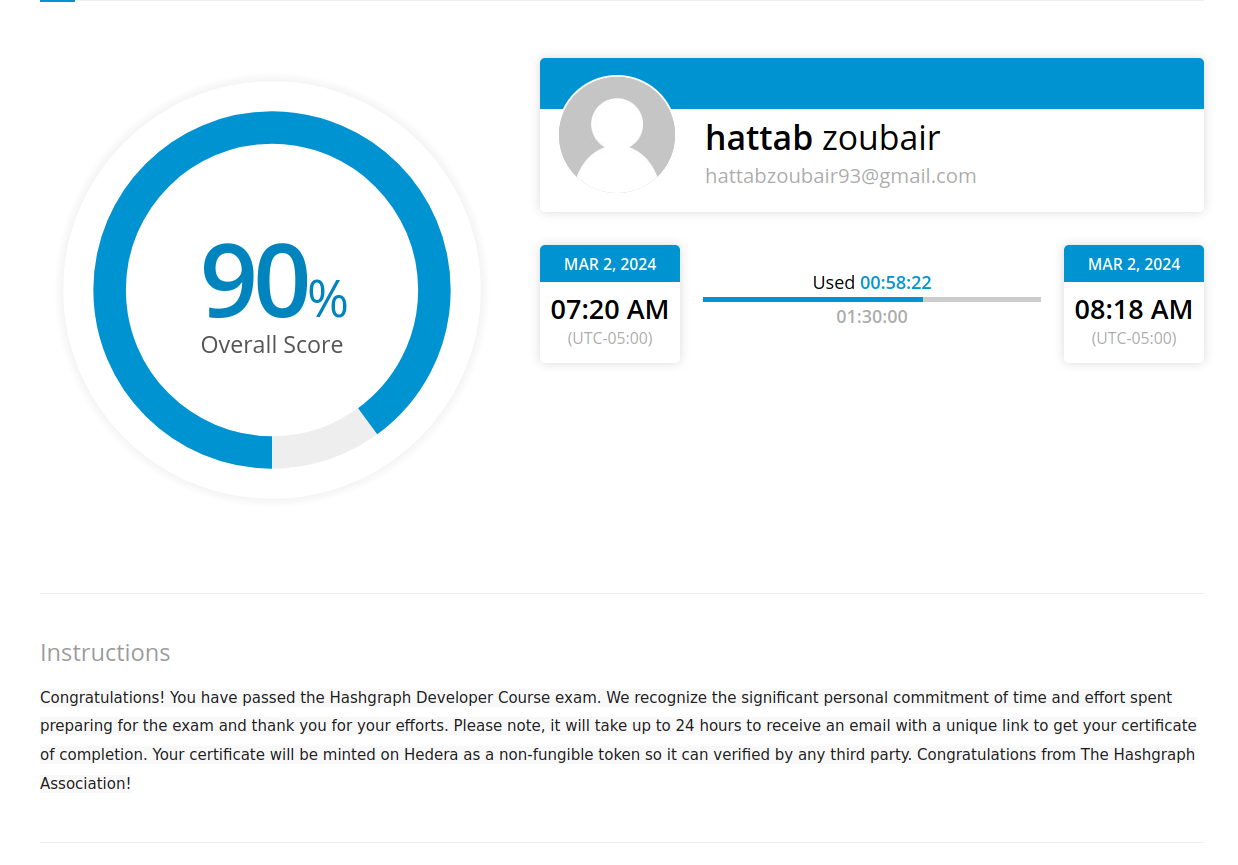 90%
Overall Score
hattab zoubair
hattabzoubair93@gmail.com
MAR 2, 2024
07:20 AM
(UTC-05:00)
Used 00:58:22
01:30:00
MAR 2, 2024
08:18 AM
(UTC-05:00)
Instructions
Congratulations! You have passed the Hashgraph Developer Course exam. We recognize the significant personal commitment of time and effort spent
preparing for the exam and thank you for your efforts. Please note, it will take up to 24 hours to receive an email with a unique link to get your certificate
of completion. Your certificate will be minted on Hedera as a non-fungible token so it can verified by any third party. Congratulations from The Hashgraph
Association!